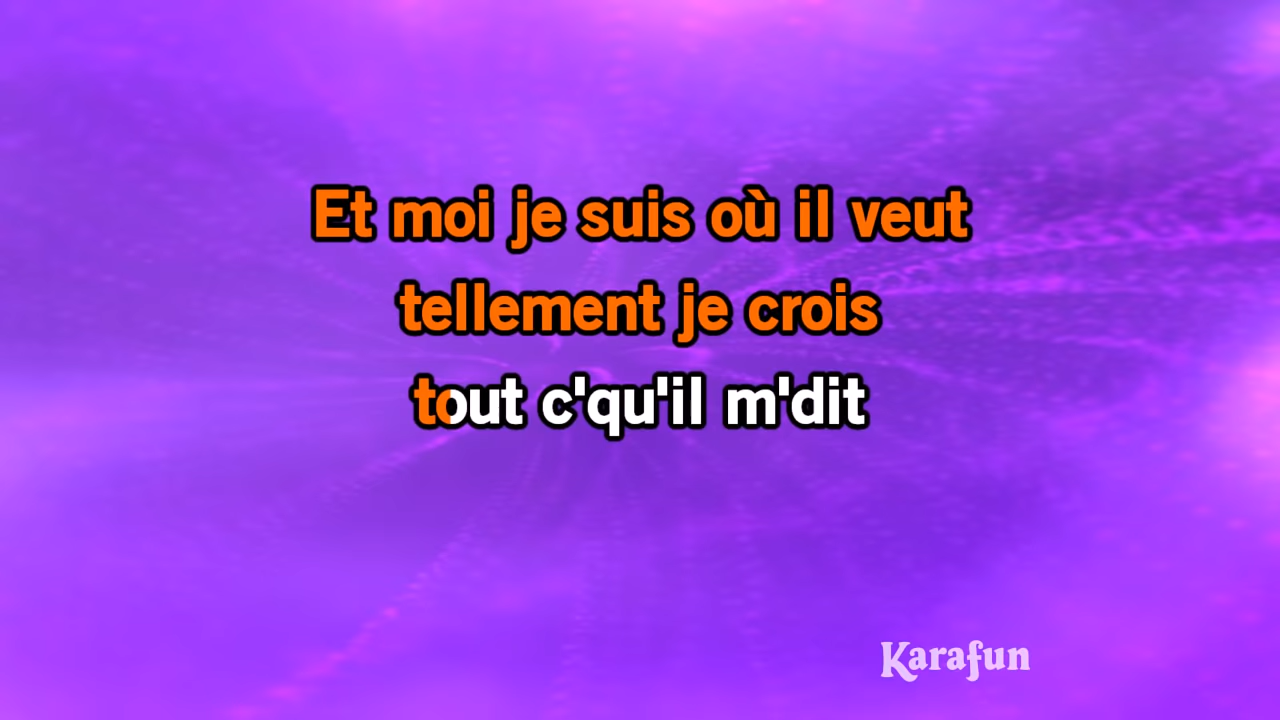 Et moi je suis où il veut
tellement je crois
tout c'qu'il m'dit
Karafun